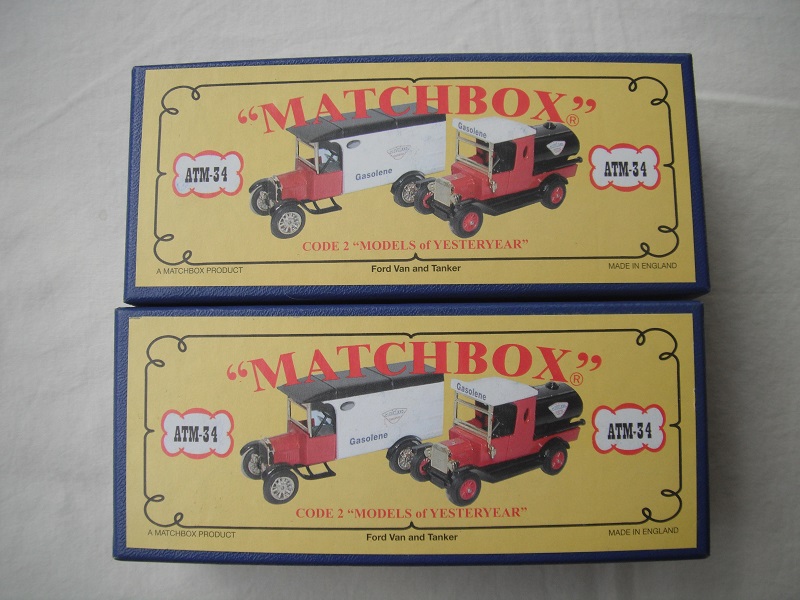 “MATCHBOX”®
Gasolene
Gasolene
ATM-34
ATM-34
CODE 2 “MODELS of YESTERYEAR”
A MATCHBOX PRODUCT
Ford Van and Tanker
MADE IN ENGLAND
“MATCHBOX”®
Gasolene
Gasolene
ATM-34
ATM-34
CODE 2 “MODELS of YESTERYEAR”
A MATCHBOX PRODUCT
Ford Van and Tanker
MADE IN ENGLAND